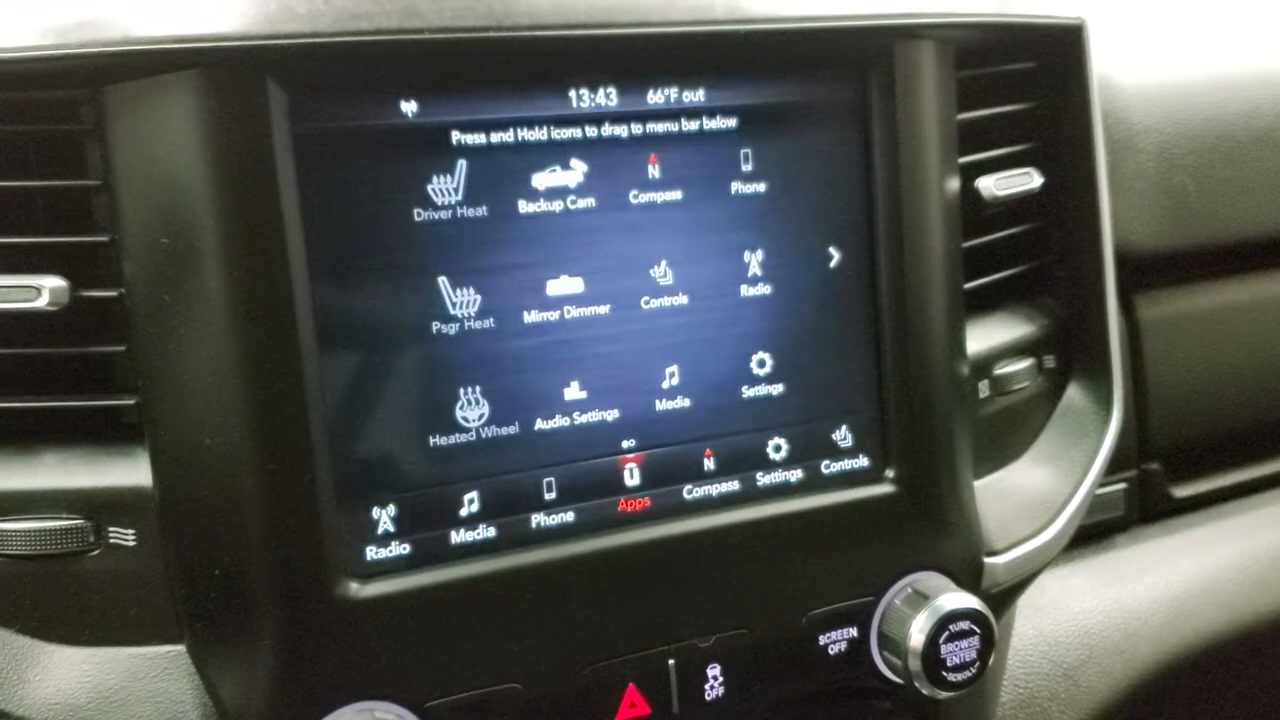 13:43 66°F out
Press and Hold icons to drag to menu bar below
Driver Heat Backup Cam N Compass Phone
Psgr Heat Mirror Dimmer Controls Radio
Heated Wheel Audio Settings Media Settings
Radio Media Phone Apps N Compass Settings Controls
SCREEN
OFF
TUNE
BROWSE
ENTER
SCROLL
OFF